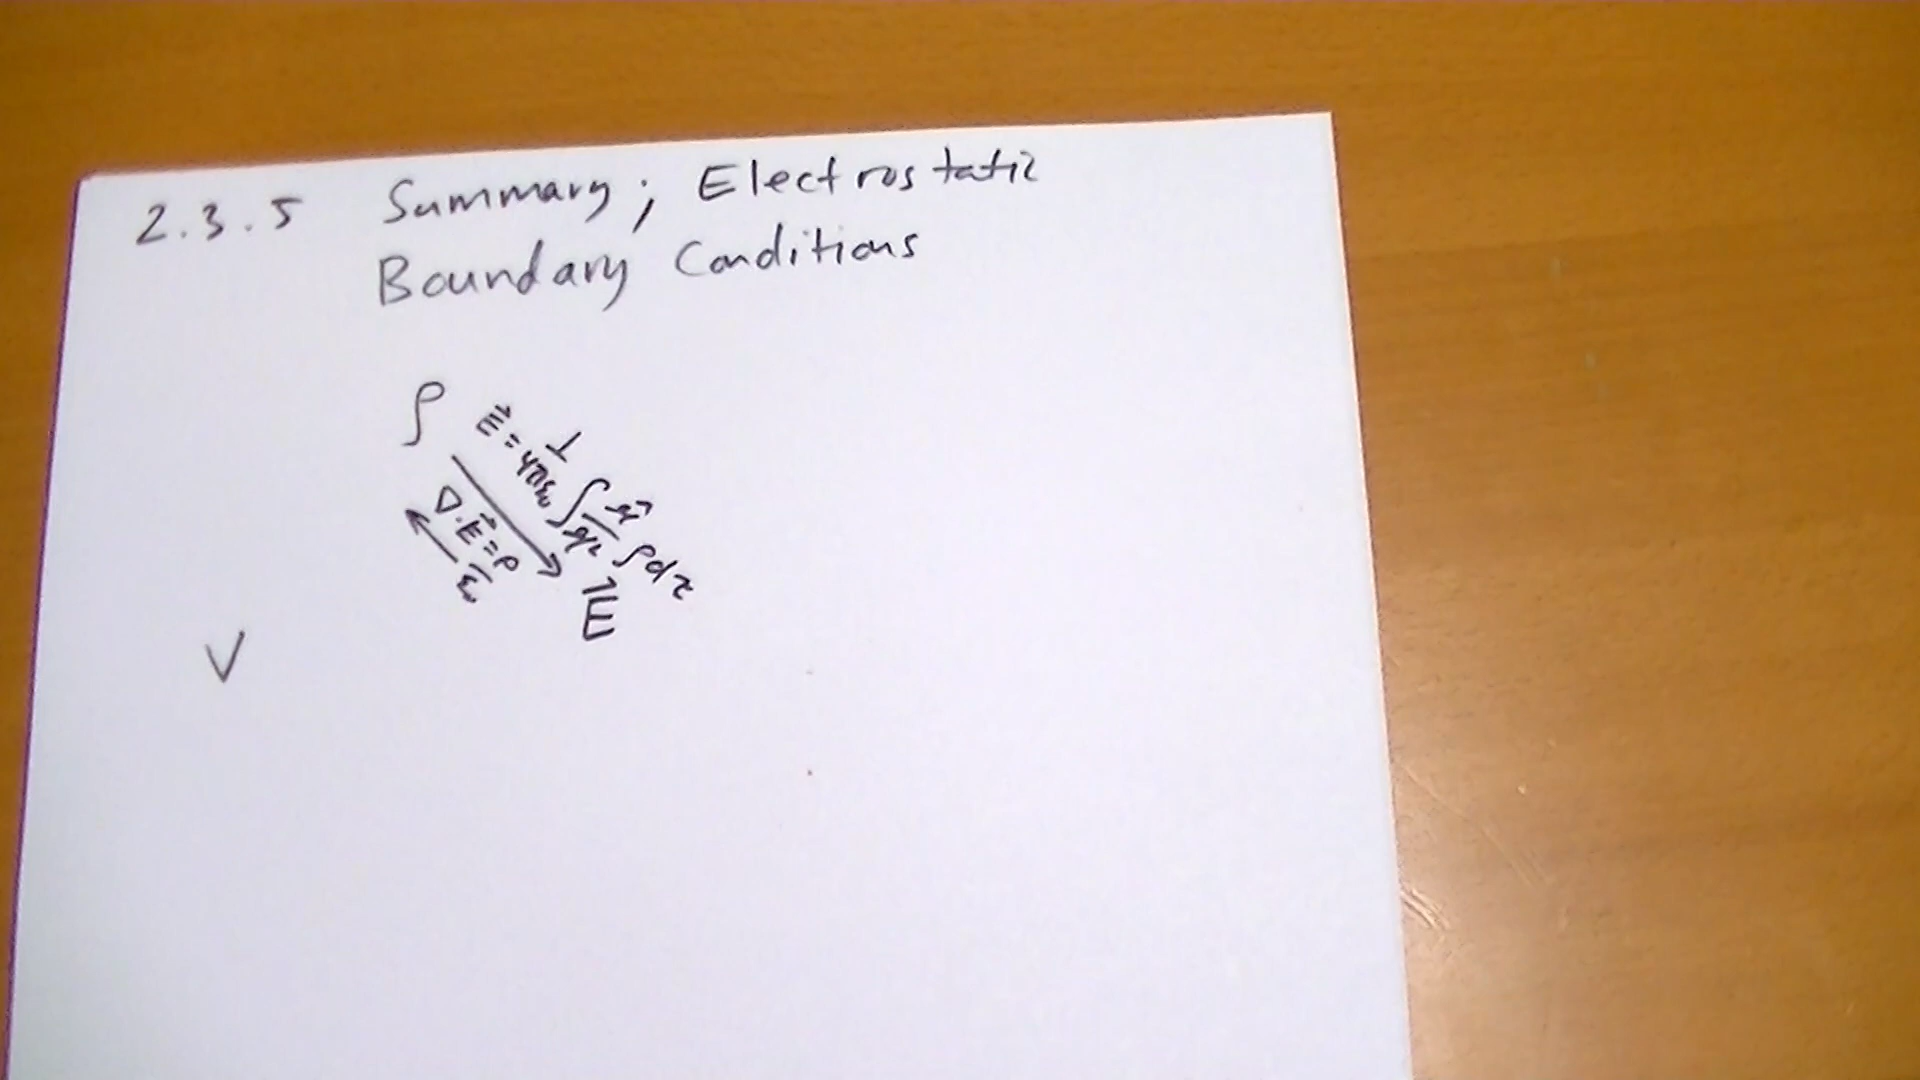 2.3.5 Summary; Electrostatic
Boundary Conditions
ρ
E⃗ = 1/4πε₀ ∫ 𝓇̂/𝓇² ρ dτ
∇·E⃗ = ρ/ε₀
E⃗
V